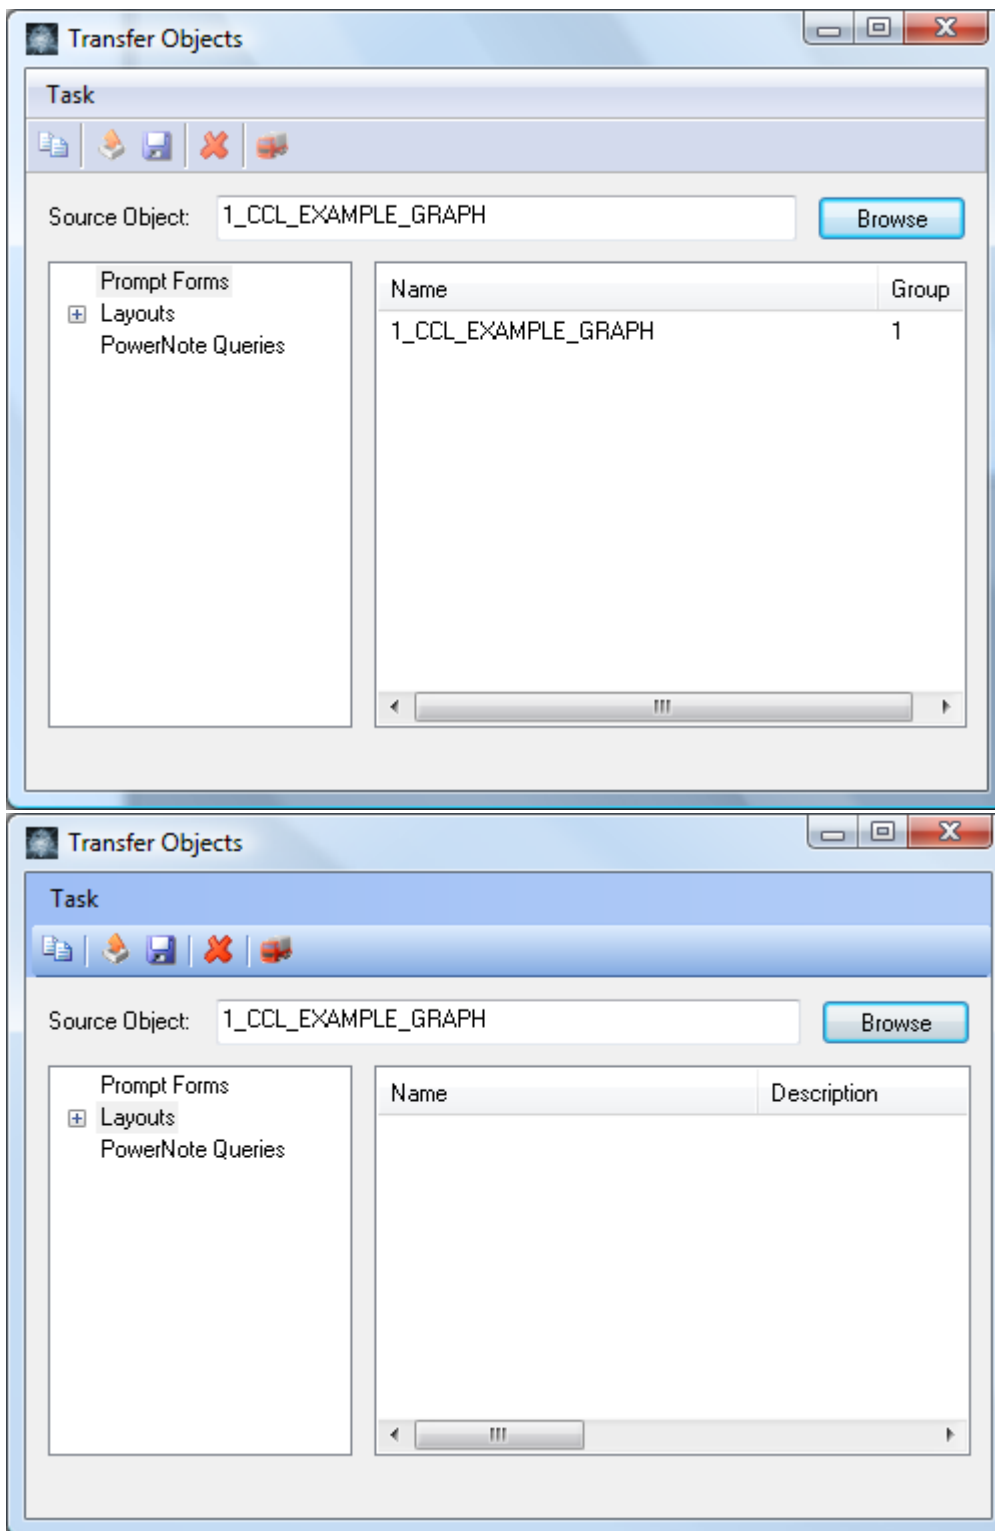 Transfer Objects
Task
Source Object: 1_CCL_EXAMPLE_GRAPH Browse
Prompt Forms
Layouts
PowerNote Queries
Name Group
1_CCL_EXAMPLE_GRAPH 1
Transfer Objects
Task
Source Object: 1_CCL_EXAMPLE_GRAPH Browse
Prompt Forms
Layouts
PowerNote Queries
Name Description